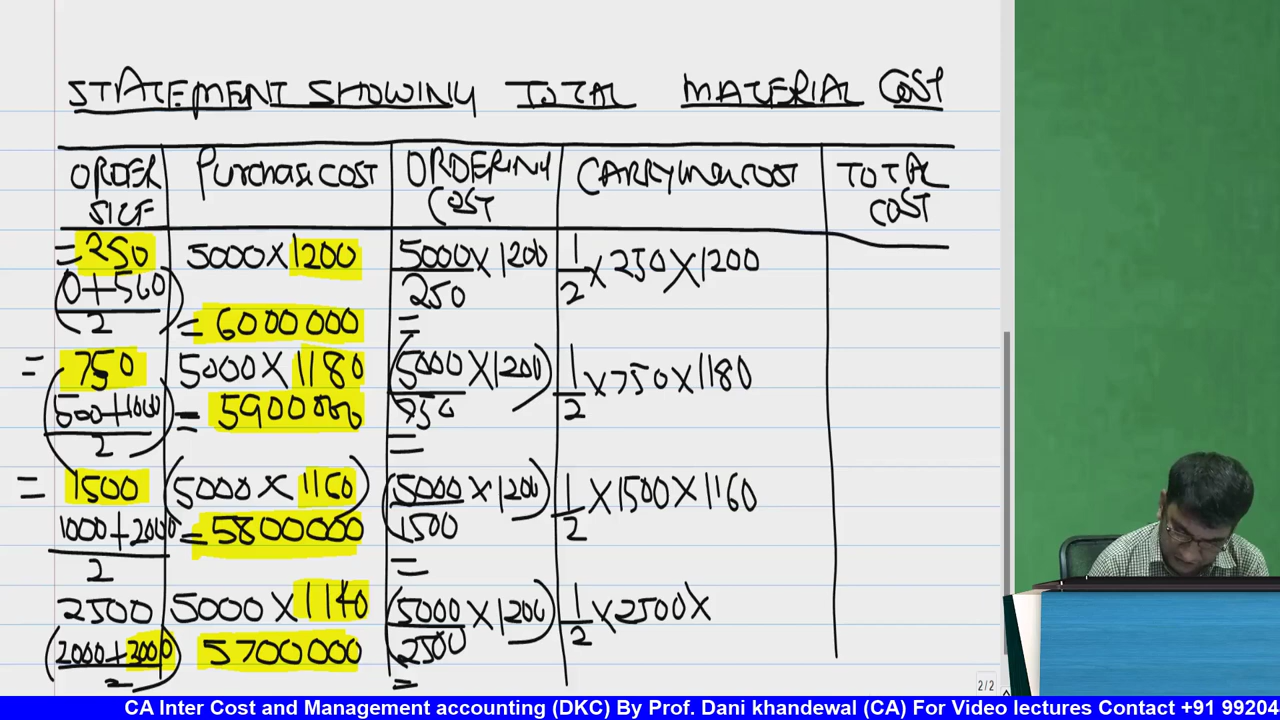 STATEMENT SHOWING TOTAL MATERIAL COST
ORDER SIZE
Purchase COST
ORDERING COST
CARRYING COST
TOTAL COST
= 250
(0+500)/2
5000 × 1200
= 6000000
5000/250 × 1200
=
1/2 × 250 × 1200
= 750
(500+1000)/2
5000 × 1180
= 5900000
(5000/750 × 1200)
=
1/2 × 750 × 1180
= 1500
1000+2000/2
(5000 × 1160)
= 5800000
(5000/1500 × 1200)
=
1/2 × 1500 × 1160
2500
(2000+3000/2)
5000 × 1140
5700000
(5000/2500 × 1200)
=
1/2 × 2500 ×
2/2
CA Inter Cost and Management accounting (DKC) By Prof. Dani khandewal (CA) For Video lectures Contact +91 99204